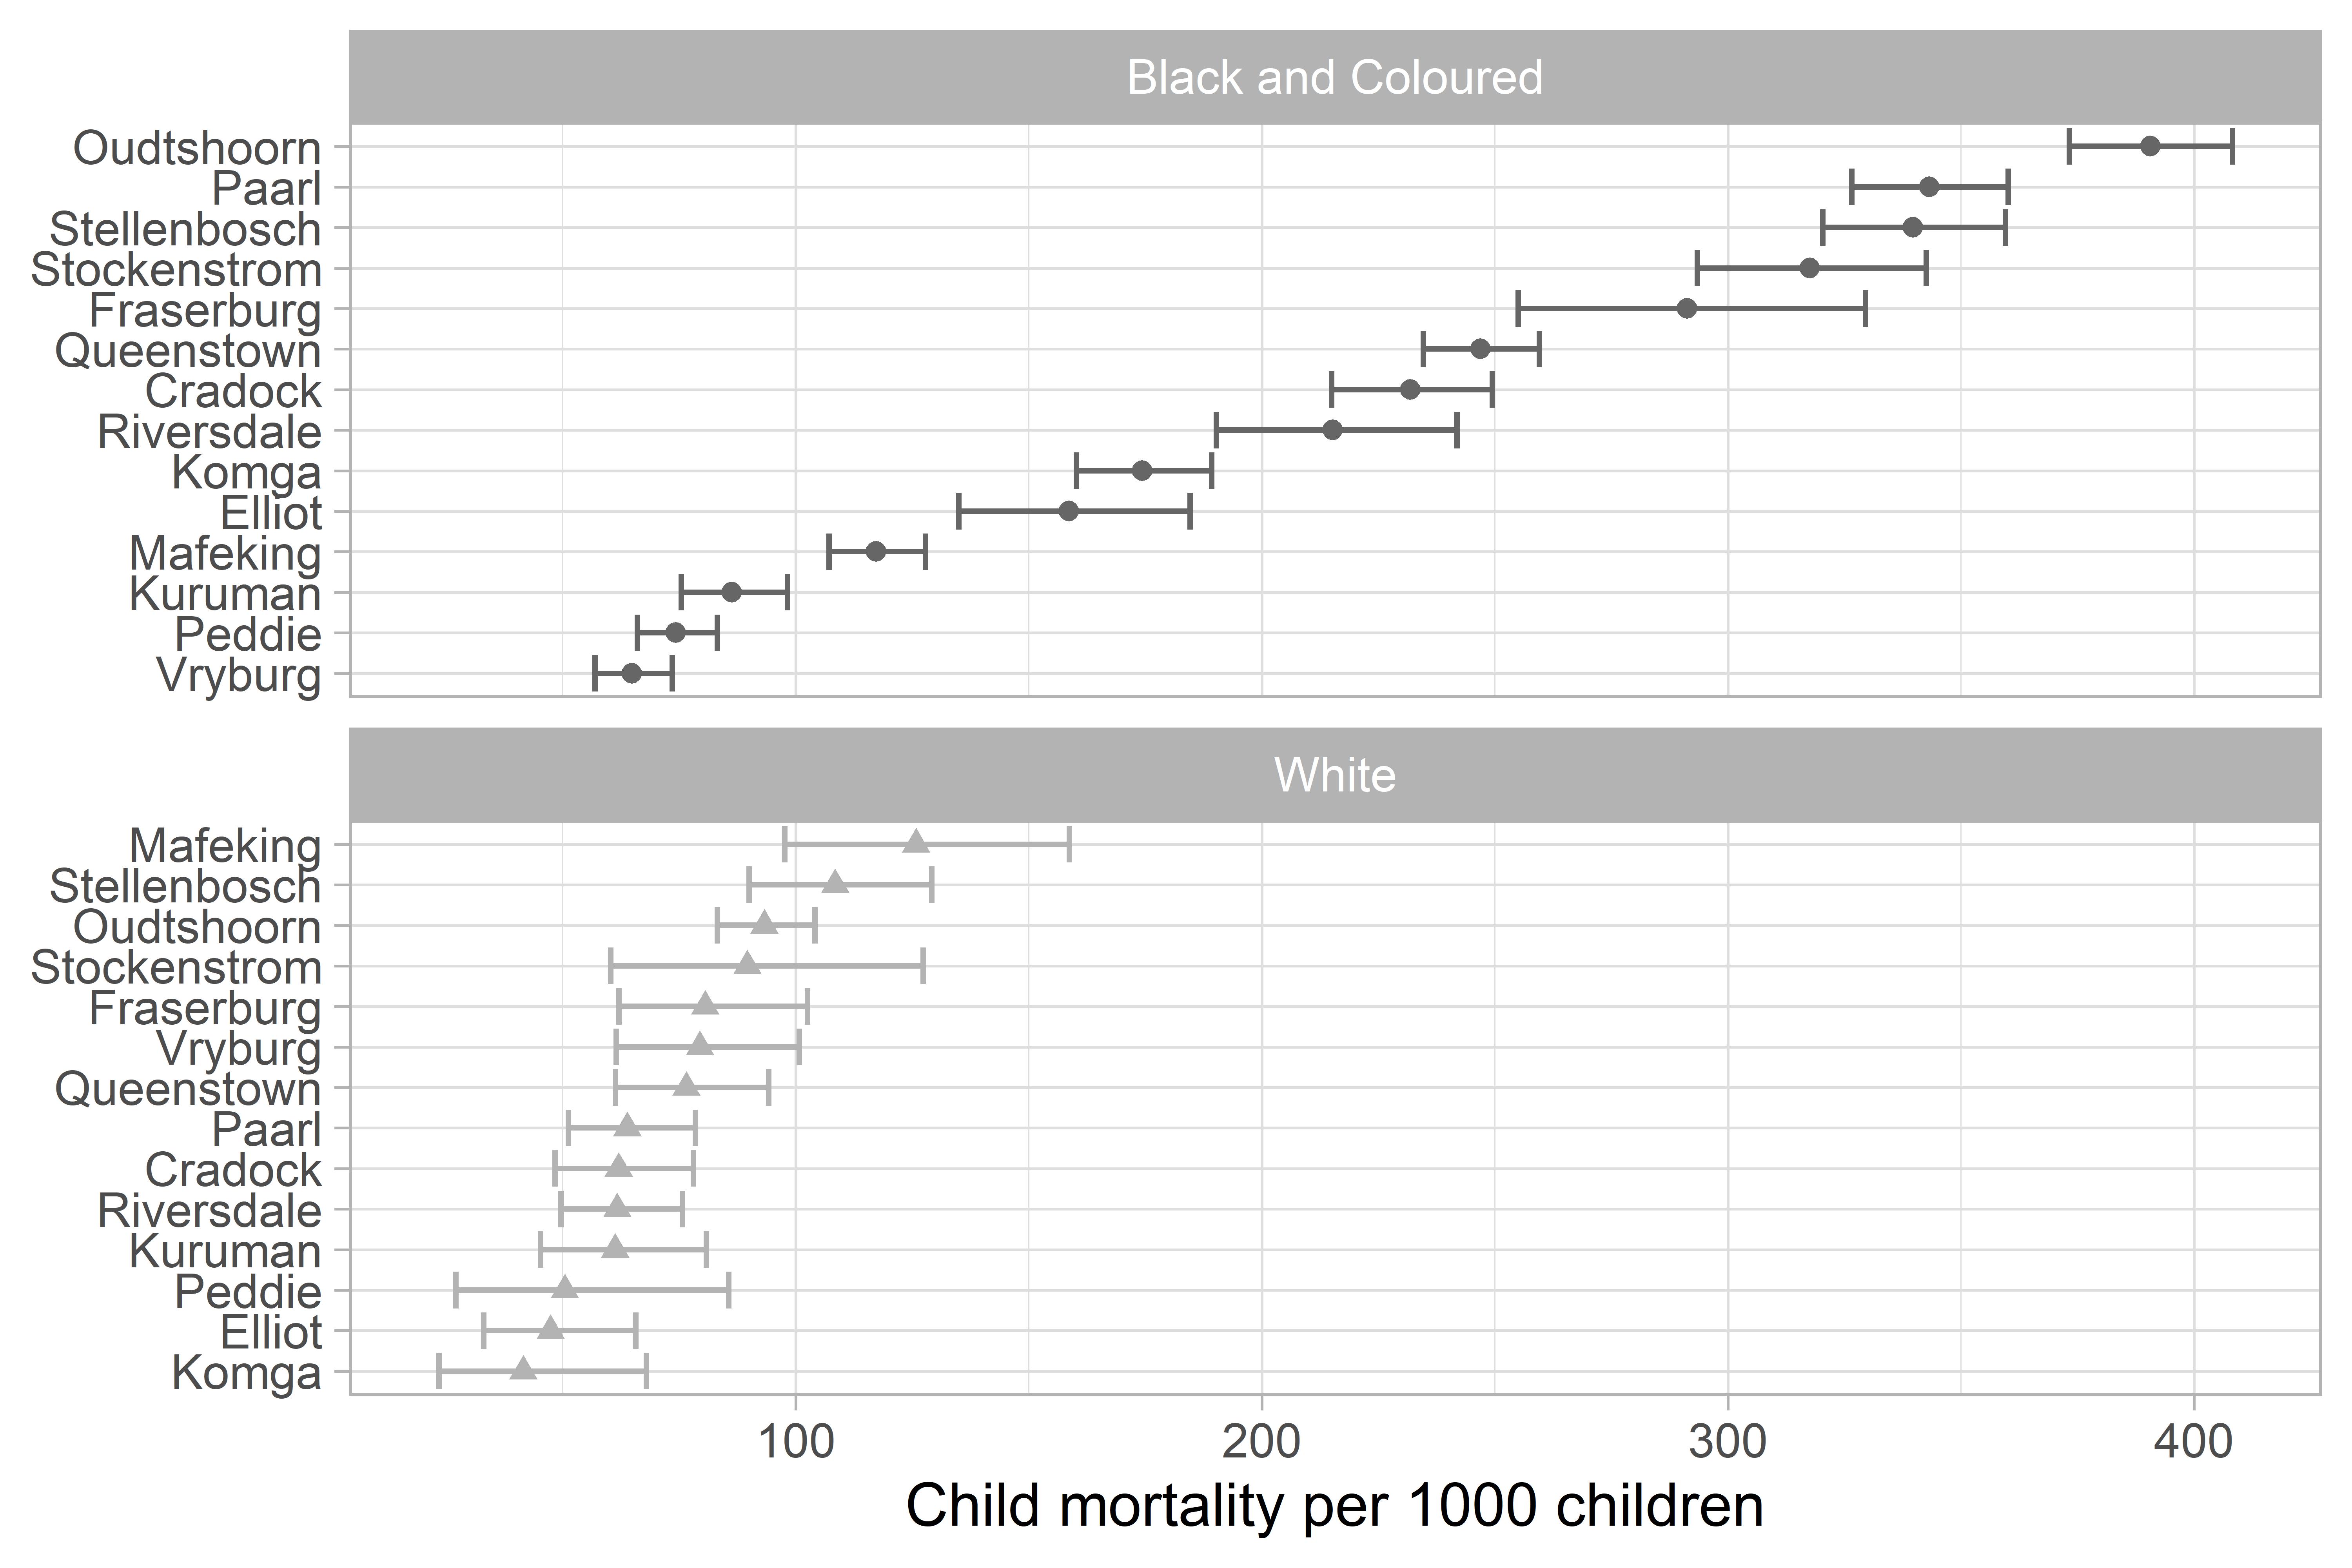 Black and Coloured
Oudtshoorn
Paarl
Stellenbosch
Stockenstrom
Fraserburg
Queenstown
Cradock
Riversdale
Komga
Elliot
Mafeking
Kuruman
Peddie
Vryburg
White
Mafeking
Stellenbosch
Oudtshoorn
Stockenstrom
Fraserburg
Vryburg
Queenstown
Paarl
Cradock
Riversdale
Kuruman
Peddie
Elliot
Komga
100 200 300 400
Child mortality per 1000 children